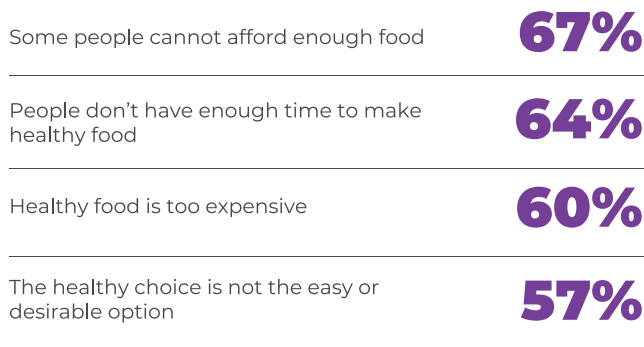 Some people cannot afford enough food 67%
People don’t have enough time to make
healthy food 64%
Healthy food is too expensive 60%
The healthy choice is not the easy or
desirable option 57%